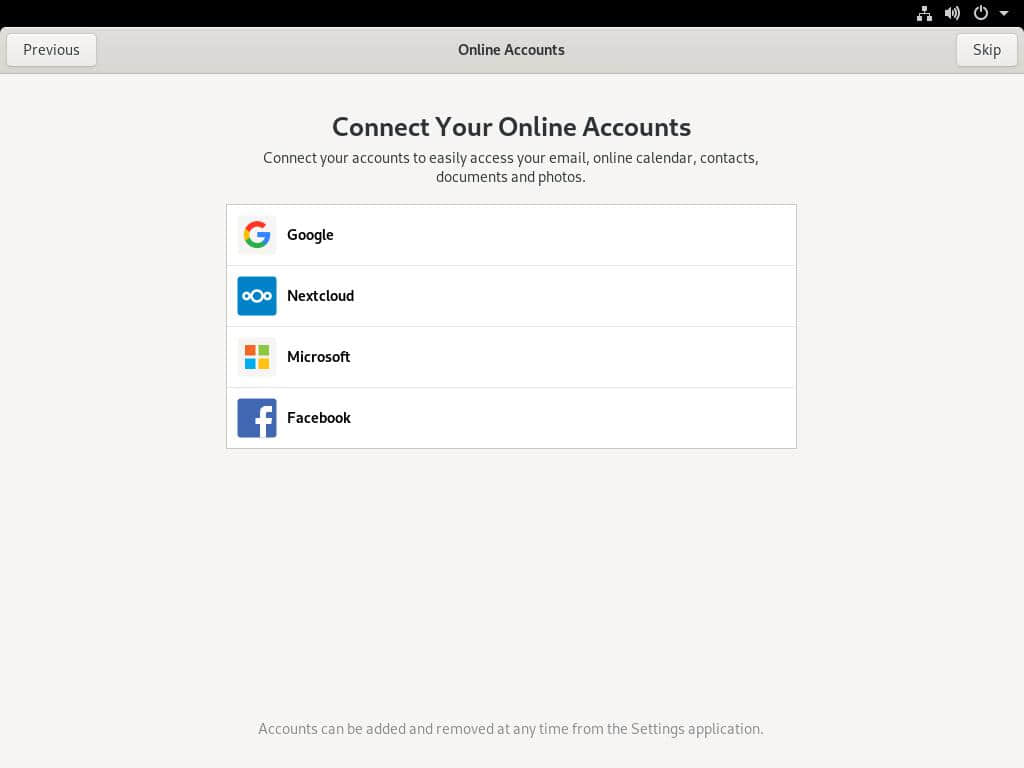 Previous
Online Accounts
Skip
Connect Your Online Accounts
Connect your accounts to easily access your email, online calendar, contacts,
documents and photos.
Google
Nextcloud
Microsoft
Facebook
Accounts can be added and removed at any time from the Settings application.